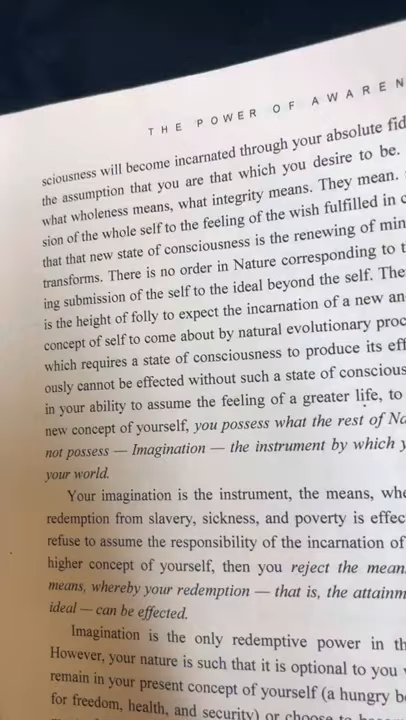 THE POWER OF AWAREN
sciousness will become incarnated through your absolute fid
the assumption that you are that which you desire to be.
what wholeness means, what integrity means. They mean.
sion of the whole self to the feeling of the wish fulfilled in c
that that new state of consciousness is the renewing of min
transforms. There is no order in Nature corresponding to t
ing submission of the self to the ideal beyond the self. The
is the height of folly to expect the incarnation of a new an
concept of self to come about by natural evolutionary proc
which requires a state of consciousness to produce its eff
ously cannot be effected without such a state of conscious
in your ability to assume the feeling of a greater life, to
new concept of yourself, you possess what the rest of Na
not possess — Imagination — the instrument by which y
your world.
Your imagination is the instrument, the means, whe
redemption from slavery, sickness, and poverty is effec
refuse to assume the responsibility of the incarnation of
higher concept of yourself, then you reject the mean
means, whereby your redemption — that is, the attainm
ideal — can be effected.
Imagination is the only redemptive power in th
However, your nature is such that it is optional to you
remain in your present concept of yourself (a hungry b
for freedom, health, and security) or choose to